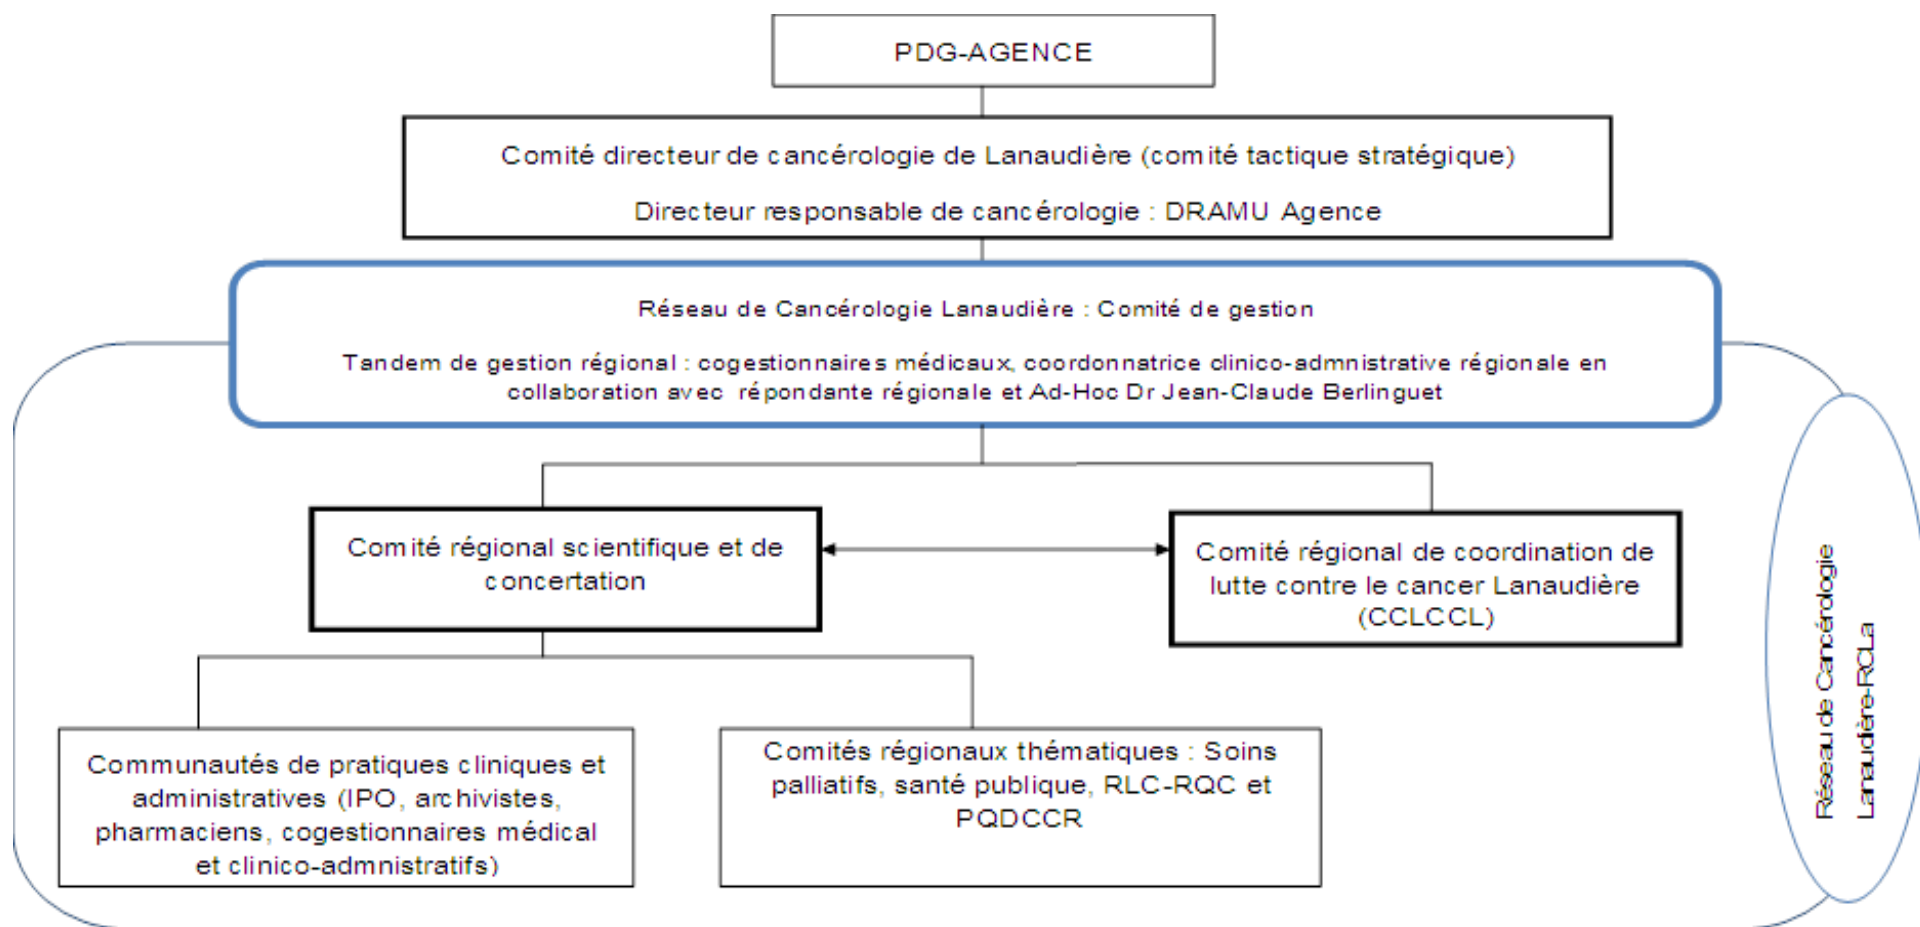 PDG-AGENCE
Comité directeur de cancérologie de Lanaudière (comité tactique stratégique)
Directeur responsable de cancérologie : DRAMU Agence
Réseau de Cancérologie Lanaudière : Comité de gestion
Tandem de gestion régional : cogestionnaires médicaux, coordonnatrice clinico-admnistrative régionale en
collaboration avec répondante régionale et Ad-Hoc Dr Jean-Claude Berlinguet
Comité régional scientifique et de
concertation
Comité régional de coordination de
lutte contre le cancer Lanaudière
(CCLCCL)
Communautés de pratiques cliniques et
administratives (IPO, archivistes,
pharmaciens, cogestionnaires médical
et clinico-admnistratifs)
Comités régionaux thématiques : Soins
palliatifs, santé publique, RLC-RQC et
PQDCCR
Réseau de Cancérologie
Lanaudière-RCLa